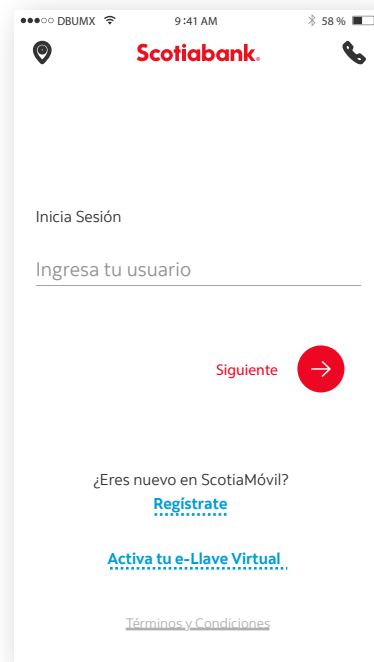 DBUMX 9:41 AM 58 %
Scotiabank.
Inicia Sesión
Ingresa tu usuario
Siguiente
¿Eres nuevo en ScotiaMóvil?
Regístrate
Activa tu e-Llave Virtual
Términos y Condiciones